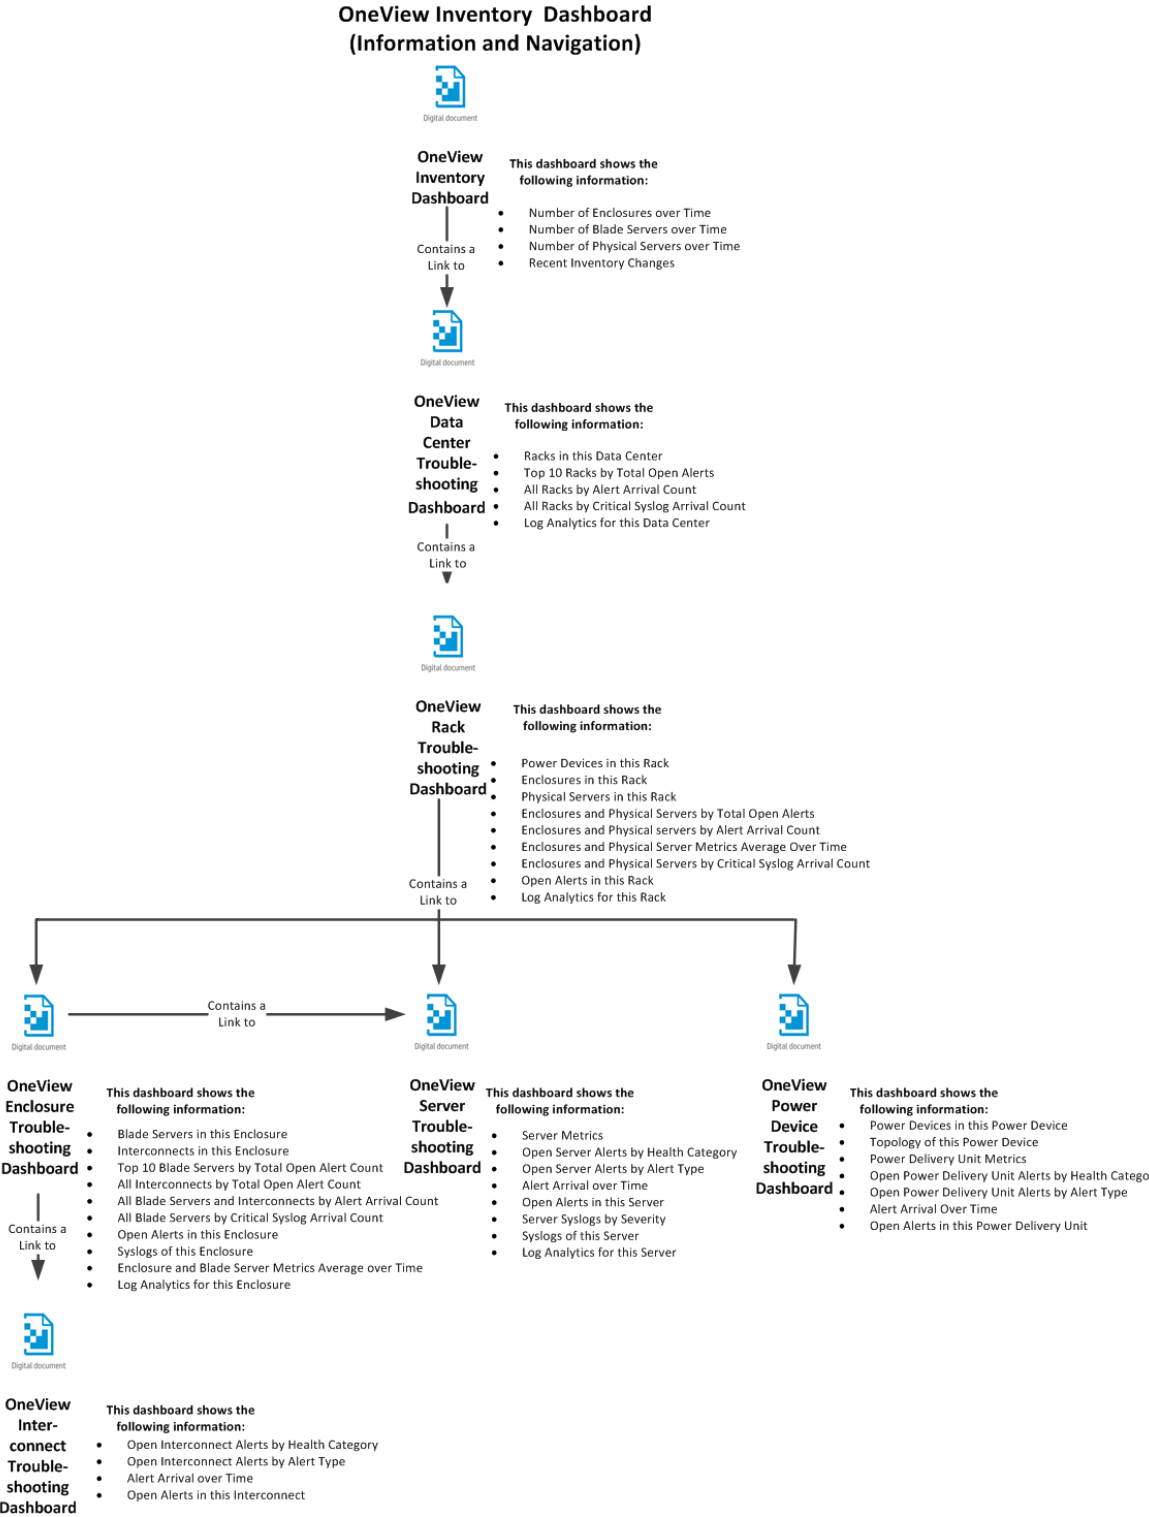 OneView Inventory Dashboard
(Information and Navigation)
Digital document
OneView
Inventory
Dashboard
This dashboard shows the
following information:
• Number of Enclosures over Time
• Number of Blade Servers over Time
• Number of Physical Servers over Time
• Recent Inventory Changes
Contains a
Link to
Digital document
OneView
Data
Center
Trouble-
shooting
Dashboard
This dashboard shows the
following information:
• Racks in this Data Center
• Top 10 Racks by Total Open Alerts
• All Racks by Alert Arrival Count
• All Racks by Critical Syslog Arrival Count
• Log Analytics for this Data Center
Contains a
Link to
Digital document
OneView
Rack
Trouble-
shooting
Dashboard
This dashboard shows the
following information:
• Power Devices in this Rack
• Enclosures in this Rack
• Physical Servers in this Rack
• Enclosures and Physical Servers by Total Open Alerts
• Enclosures and Physical servers by Alert Arrival Count
• Enclosures and Physical Server Metrics Average Over Time
• Enclosures and Physical Servers by Critical Syslog Arrival Count
• Open Alerts in this Rack
• Log Analytics for this Rack
Contains a
Link to
Digital document
Contains a
Link to
Digital document
Digital document
OneView
Enclosure
Trouble-
shooting
Dashboard
This dashboard shows the
following information:
• Blade Servers in this Enclosure
• Interconnects in this Enclosure
• Top 10 Blade Servers by Total Open Alert Count
• All Interconnects by Total Open Alert Count
• All Blade Servers and Interconnects by Alert Arrival Count
• All Blade Servers by Critical Syslog Arrival Count
• Open Alerts in this Enclosure
• Syslogs of this Enclosure
• Enclosure and Blade Server Metrics Average over Time
• Log Analytics for this Enclosure
OneView
Server
Trouble-
shooting
Dashboard
This dashboard shows the
following information:
• Server Metrics
• Open Server Alerts by Health Category
• Open Server Alerts by Alert Type
• Alert Arrival over Time
• Open Alerts in this Server
• Server Syslogs by Severity
• Syslogs of this Server
• Log Analytics for this Server
OneView
Power
Device
Trouble-
shooting
Dashboard
This dashboard shows the
following information:
• Power Devices in this Power Device
• Topology of this Power Device
• Power Delivery Unit Metrics
• Open Power Delivery Unit Alerts by Health Catego
• Open Power Delivery Unit Alerts by Alert Type
• Alert Arrival Over Time
• Open Alerts in this Power Delivery Unit
Contains a
Link to
Digital document
OneView
Inter-
connect
Trouble-
shooting
Dashboard
This dashboard shows the
following information:
• Open Interconnect Alerts by Health Category
• Open Interconnect Alerts by Alert Type
• Alert Arrival over Time
• Open Alerts in this Interconnect